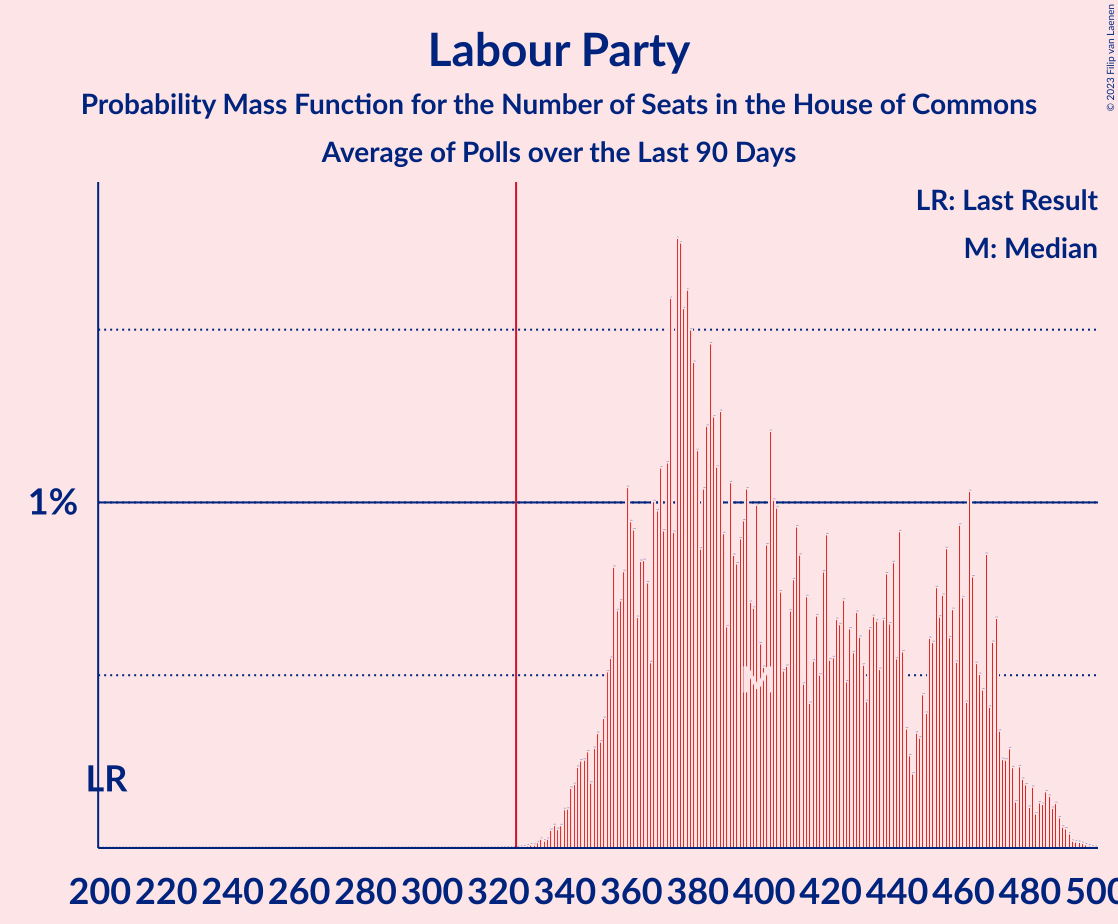 Labour Party
Probability Mass Function for the Number of Seats in the House of Commons
Average of Polls over the Last 90 Days
© 2023 Filip van Laenen
LR: Last Result
M: Median
1%
M
LR
200 220 240 260 280 300 320 340 360 380 400 420 440 460 480 500